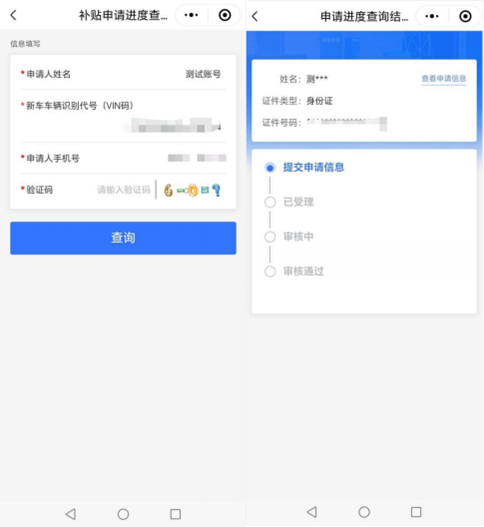 补贴申请进度查...
信息填写
*申请人姓名 测试账号
*新车车辆识别代号（VIN码）
*申请人手机号
*验证码 请输入验证码
查询
申请进度查询结...
姓名：测*** 查看申请信息
证件类型：身份证
证件号码：
提交申请信息
已受理
审核中
审核通过